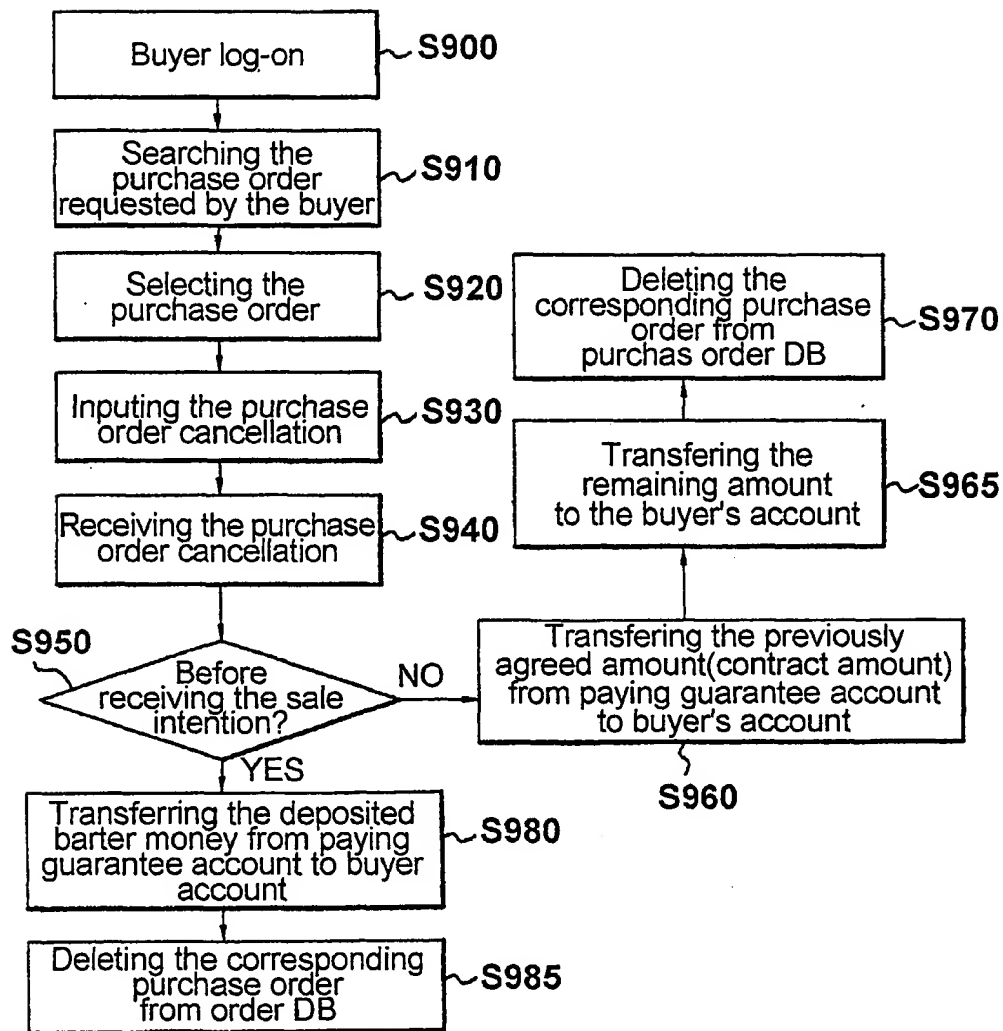 Buyer log-on
S900
Searching the
purchase order
requested by the buyer
S910
Selecting the
purchase order
S920
Inputing the purchase
order cancellation
S930
Receiving the purchase
order cancellation
S940
S950
Before
receiving the sale
intention?
NO
YES
Transfering the previously
agreed amount(contract amount)
from paying guarantee account
to buyer's account
S960
Transfering the
remaining amount
to the buyer's account
S965
Deleting the
corresponding purchase
order from
purchas order DB
S970
Transferring the deposited
barter money from paying
guarantee account to buyer
account
S980
Deleting the corresponding
purchase order
from order DB
S985